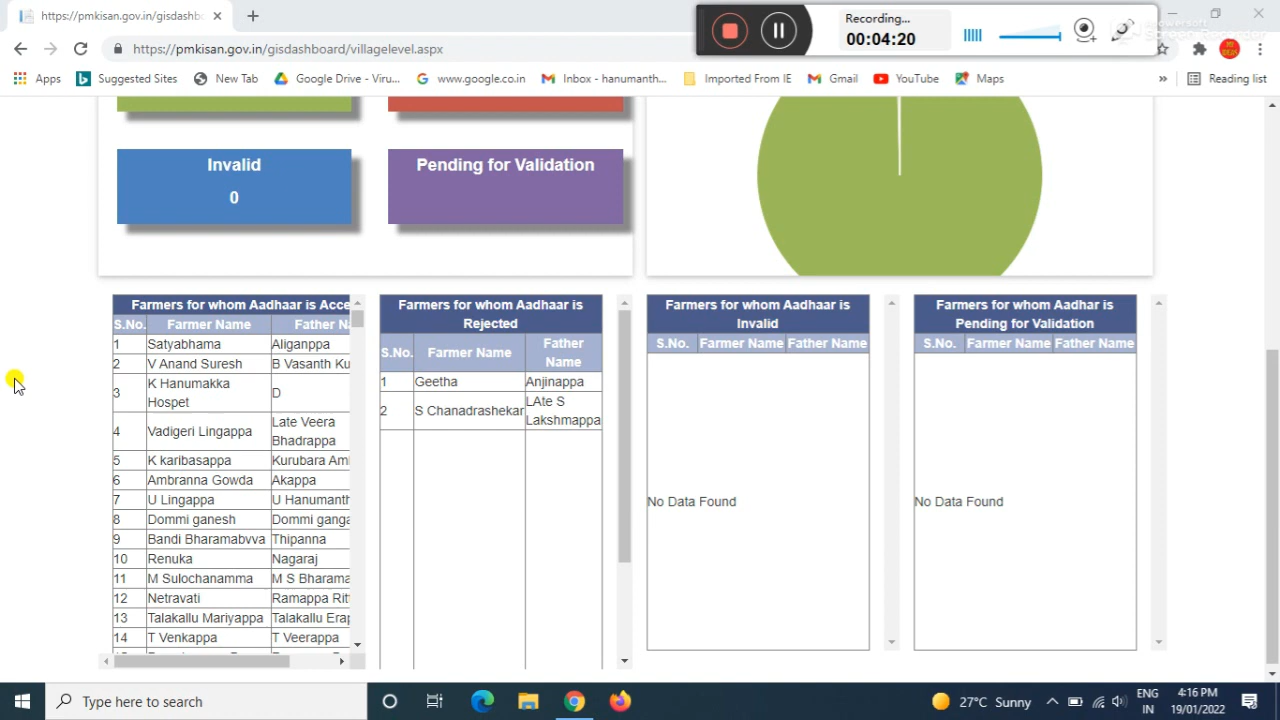 https://pmkisan.gov.in/gisdashb
Recording...
00:04:20
https://pmkisan.gov.in/gisdashboard/villagelevel.aspx
Apps
Suggested Sites
New Tab
Google Drive - Viru...
www.google.co.in
Inbox - hanumanth...
Imported From IE
Gmail
YouTube
Maps
»
Reading list
Invalid
0
Pending for Validation
Farmers for whom Aadhaar is Acce
S.No. Farmer Name Father Na
1 Satyabhama Aliganppa
2 V Anand Suresh B Vasanth Ku
3 K Hanumakka Hospet D
4 Vadigeri Lingappa Late Veera Bhadrappa
5 K karibasappa Kurubara Am
6 Ambranna Gowda Akappa
7 U Lingappa U Hanumanth
8 Dommi ganesh Dommi ganga
9 Bandi Bharamabvva Thipanna
10 Renuka Nagaraj
11 M Sulochanamma M S Bharama
12 Netravati Ramappa Rit
13 Talakallu Mariyappa Talakallu Erap
14 T Venkappa T Veerappa
Farmers for whom Aadhaar is
Rejected
S.No. Farmer Name Father Name
1 Geetha Anjinappa
2 S Chanadrashekar LAte S Lakshmappa
Farmers for whom Aadhar is
Invalid
S.No. Farmer Name Father Name
No Data Found
Farmers for whom Aadhar is
Pending for Validation
S.No. Farmer Name Father Name
No Data Found
Type here to search
27°C Sunny
ENG
IN
4:16 PM
19/01/2022